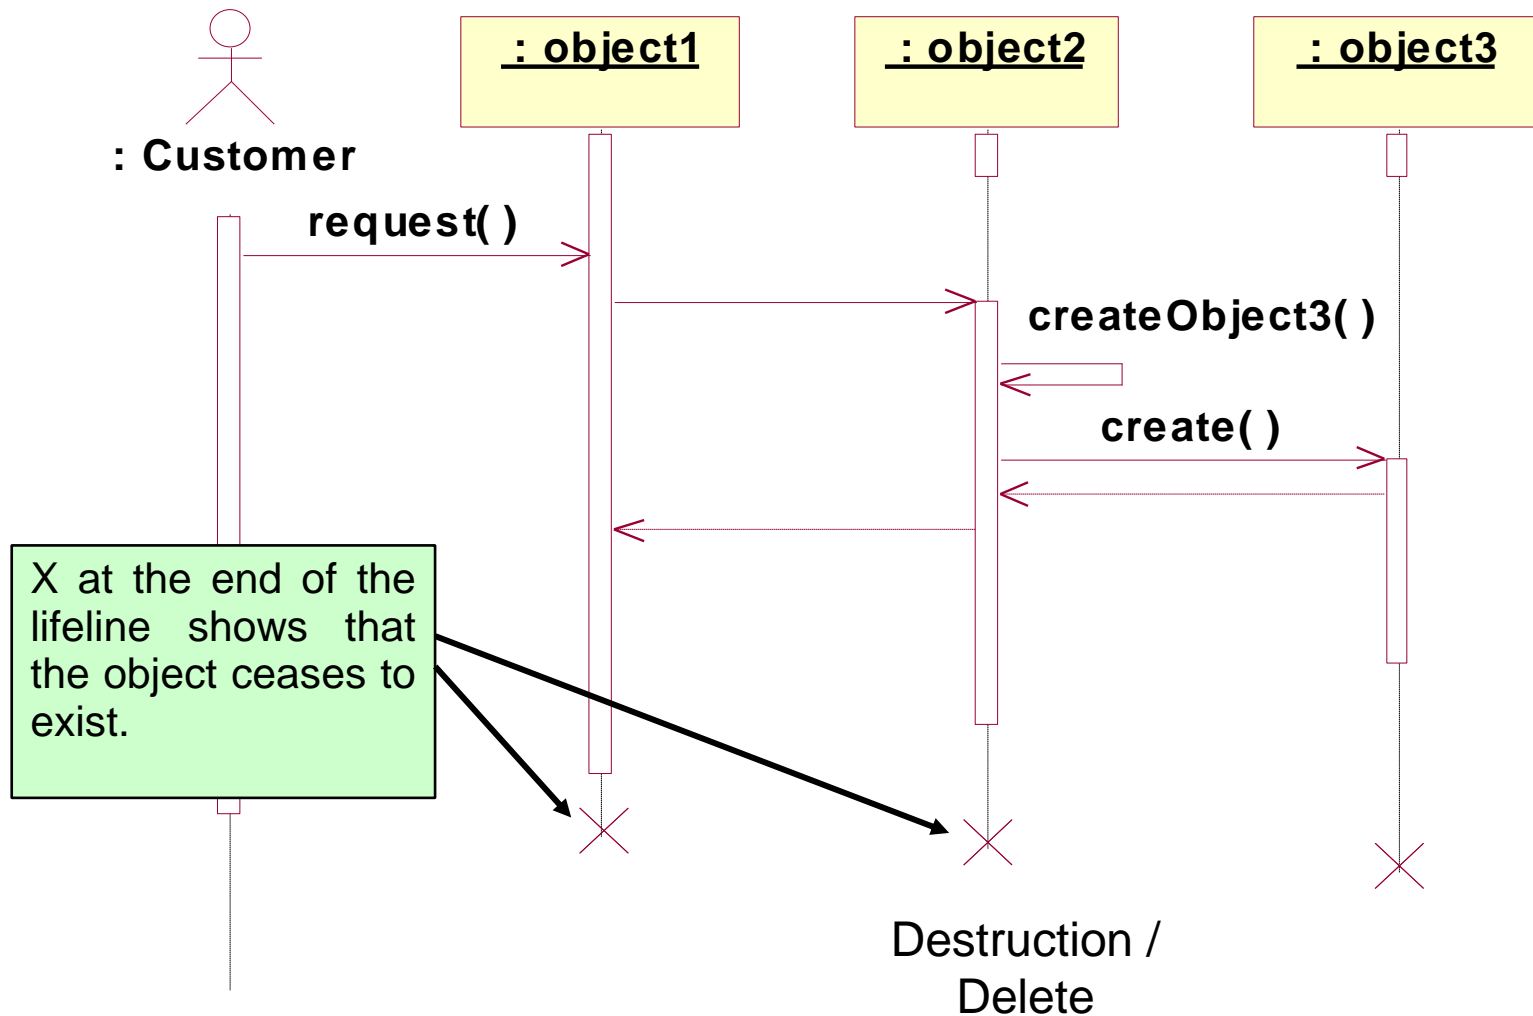 : object1
: object2
: object3
: Customer
request( )
createObject3( )
create( )
X at the end of the
lifeline shows that
the object ceases to
exist.
Destruction /
Delete